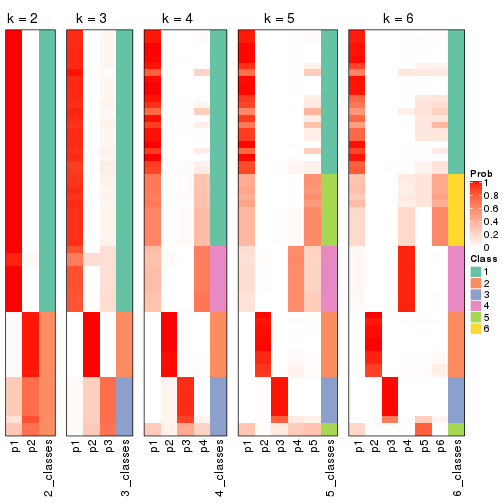 k = 2
k = 3
k = 4
k = 5
k = 6
Prob
1
0.8
0.6
0.4
0.2
0
Class
1
2
3
4
5
6
p1
p2
2_classes
p1
p2
p3
3_classes
p1
p2
p3
p4
4_classes
p1
p2
p3
p4
p5
5_classes
p1
p2
p3
p4
p5
p6
6_classes